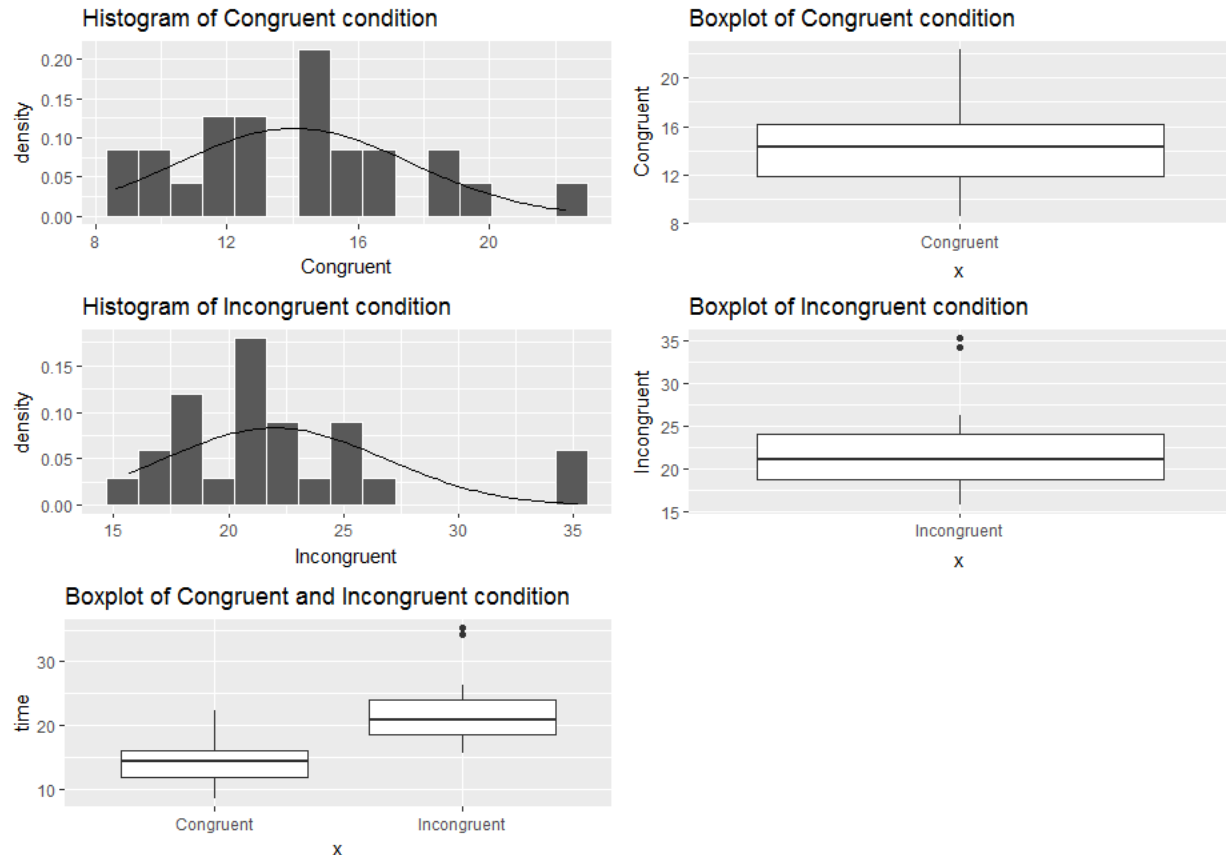 Histogram of Congruent condition
density
0.20
0.15
0.10
0.05
0.00
8 12 16 20
Congruent
Boxplot of Congruent condition
Congruent
20
16
12
8
Congruent
x
Histogram of Incongruent condition
density
0.15
0.10
0.05
0.00
15 20 25 30 35
Incongruent
Boxplot of Incongruent condition
Incongruent
35
30
25
20
15
Incongruent
x
Boxplot of Congruent and Incongruent condition
time
30
20
10
Congruent Incongruent
x